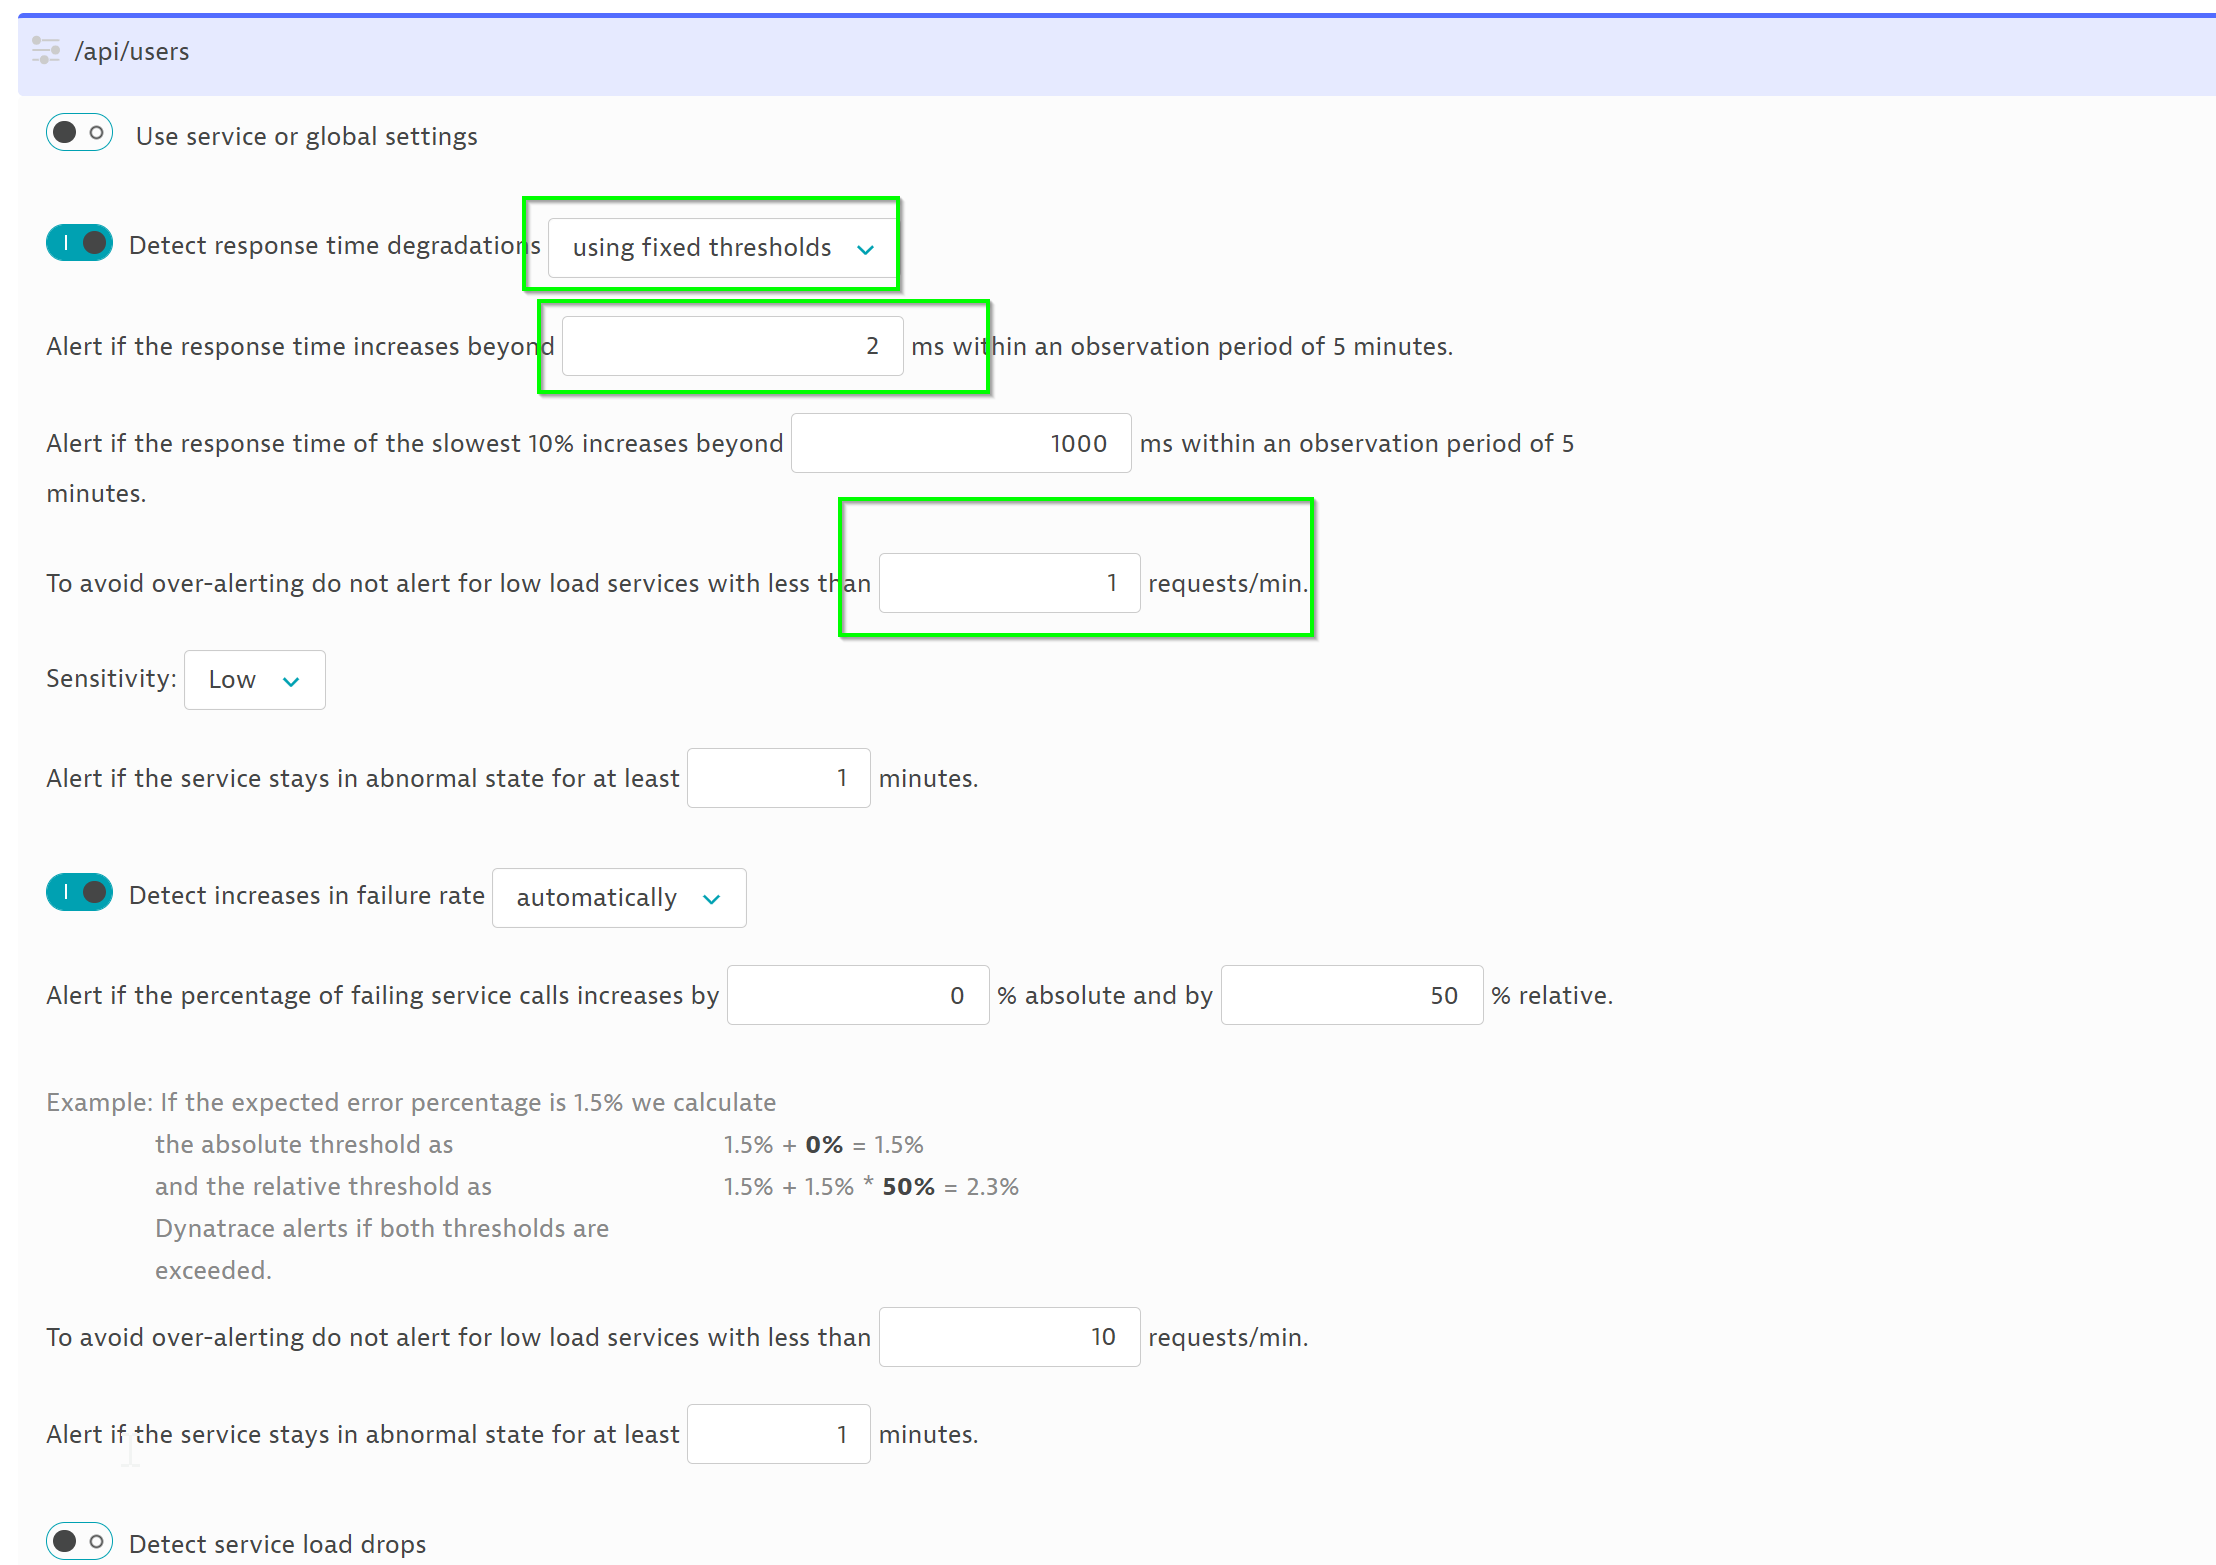 /api/users
Use service or global settings
Detect response time degradations using fixed thresholds
Alert if the response time increases beyond 2 ms within an observation period of 5 minutes.
Alert if the response time of the slowest 10% increases beyond 1000 ms within an observation period of 5
minutes.
To avoid over-alerting do not alert for low load services with less than 1 requests/min.
Sensitivity: Low
Alert if the service stays in abnormal state for at least 1 minutes.
Detect increases in failure rate automatically
Alert if the percentage of failing service calls increases by 0 % absolute and by 50 % relative.
Example: If the expected error percentage is 1.5% we calculate
the absolute threshold as 1.5% + 0% = 1.5%
and the relative threshold as 1.5% + 1.5% * 50% = 2.3%
Dynatrace alerts if both thresholds are
exceeded.
To avoid over-alerting do not alert for low load services with less than 10 requests/min.
Alert if the service stays in abnormal state for at least 1 minutes.
Detect service load drops